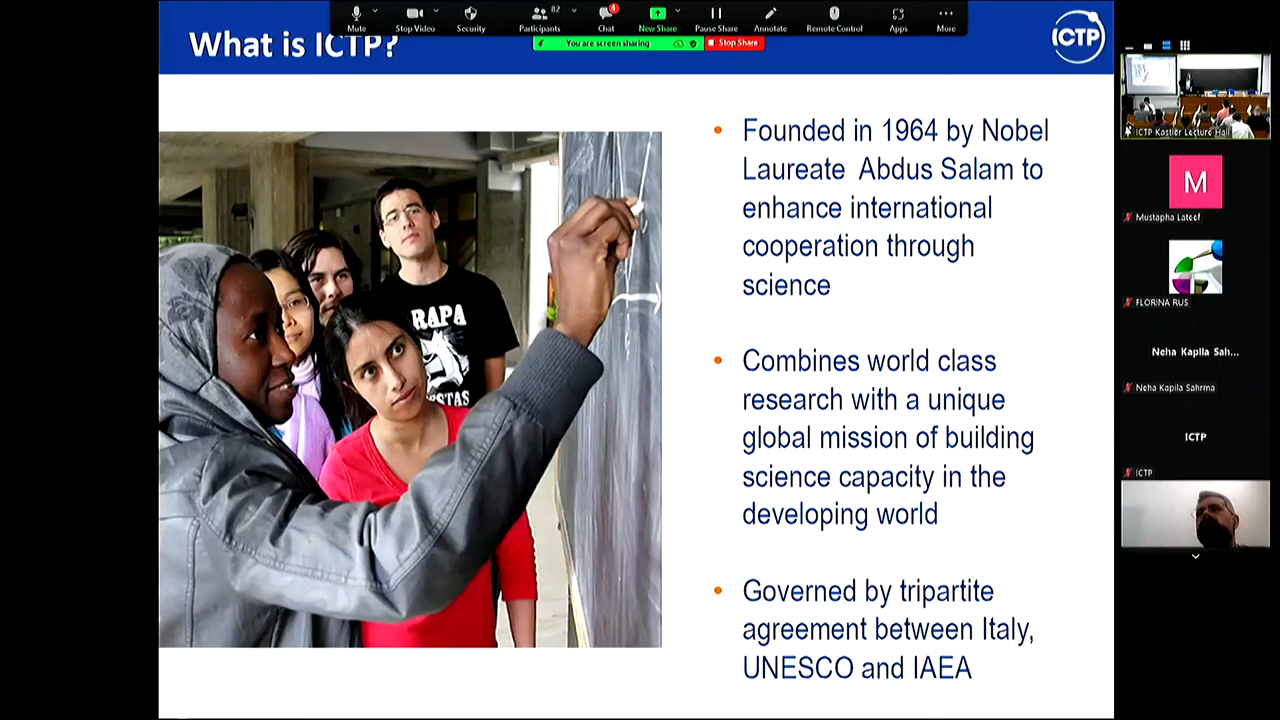 82
4
Mute
Stop Video
Security
Participants
Chat
New Share
Pause Share
Annotate
Remote Control
Apps
More
You are screen sharing
Stop Share
What is ICTP?
ICTP
• Founded in 1964 by Nobel
Laureate Abdus Salam to
enhance international
cooperation through
science
• Combines world class
research with a unique
global mission of building
science capacity in the
developing world
• Governed by tripartite
agreement between Italy,
UNESCO and IAEA
RAPA
ESTAS
ICTP Kastler Lecture Hall
M
Mustapha Lateef
FLORINA RUS
Neha Kapila Sah...
Neha Kapila Sahrma
ICTP
ICTP